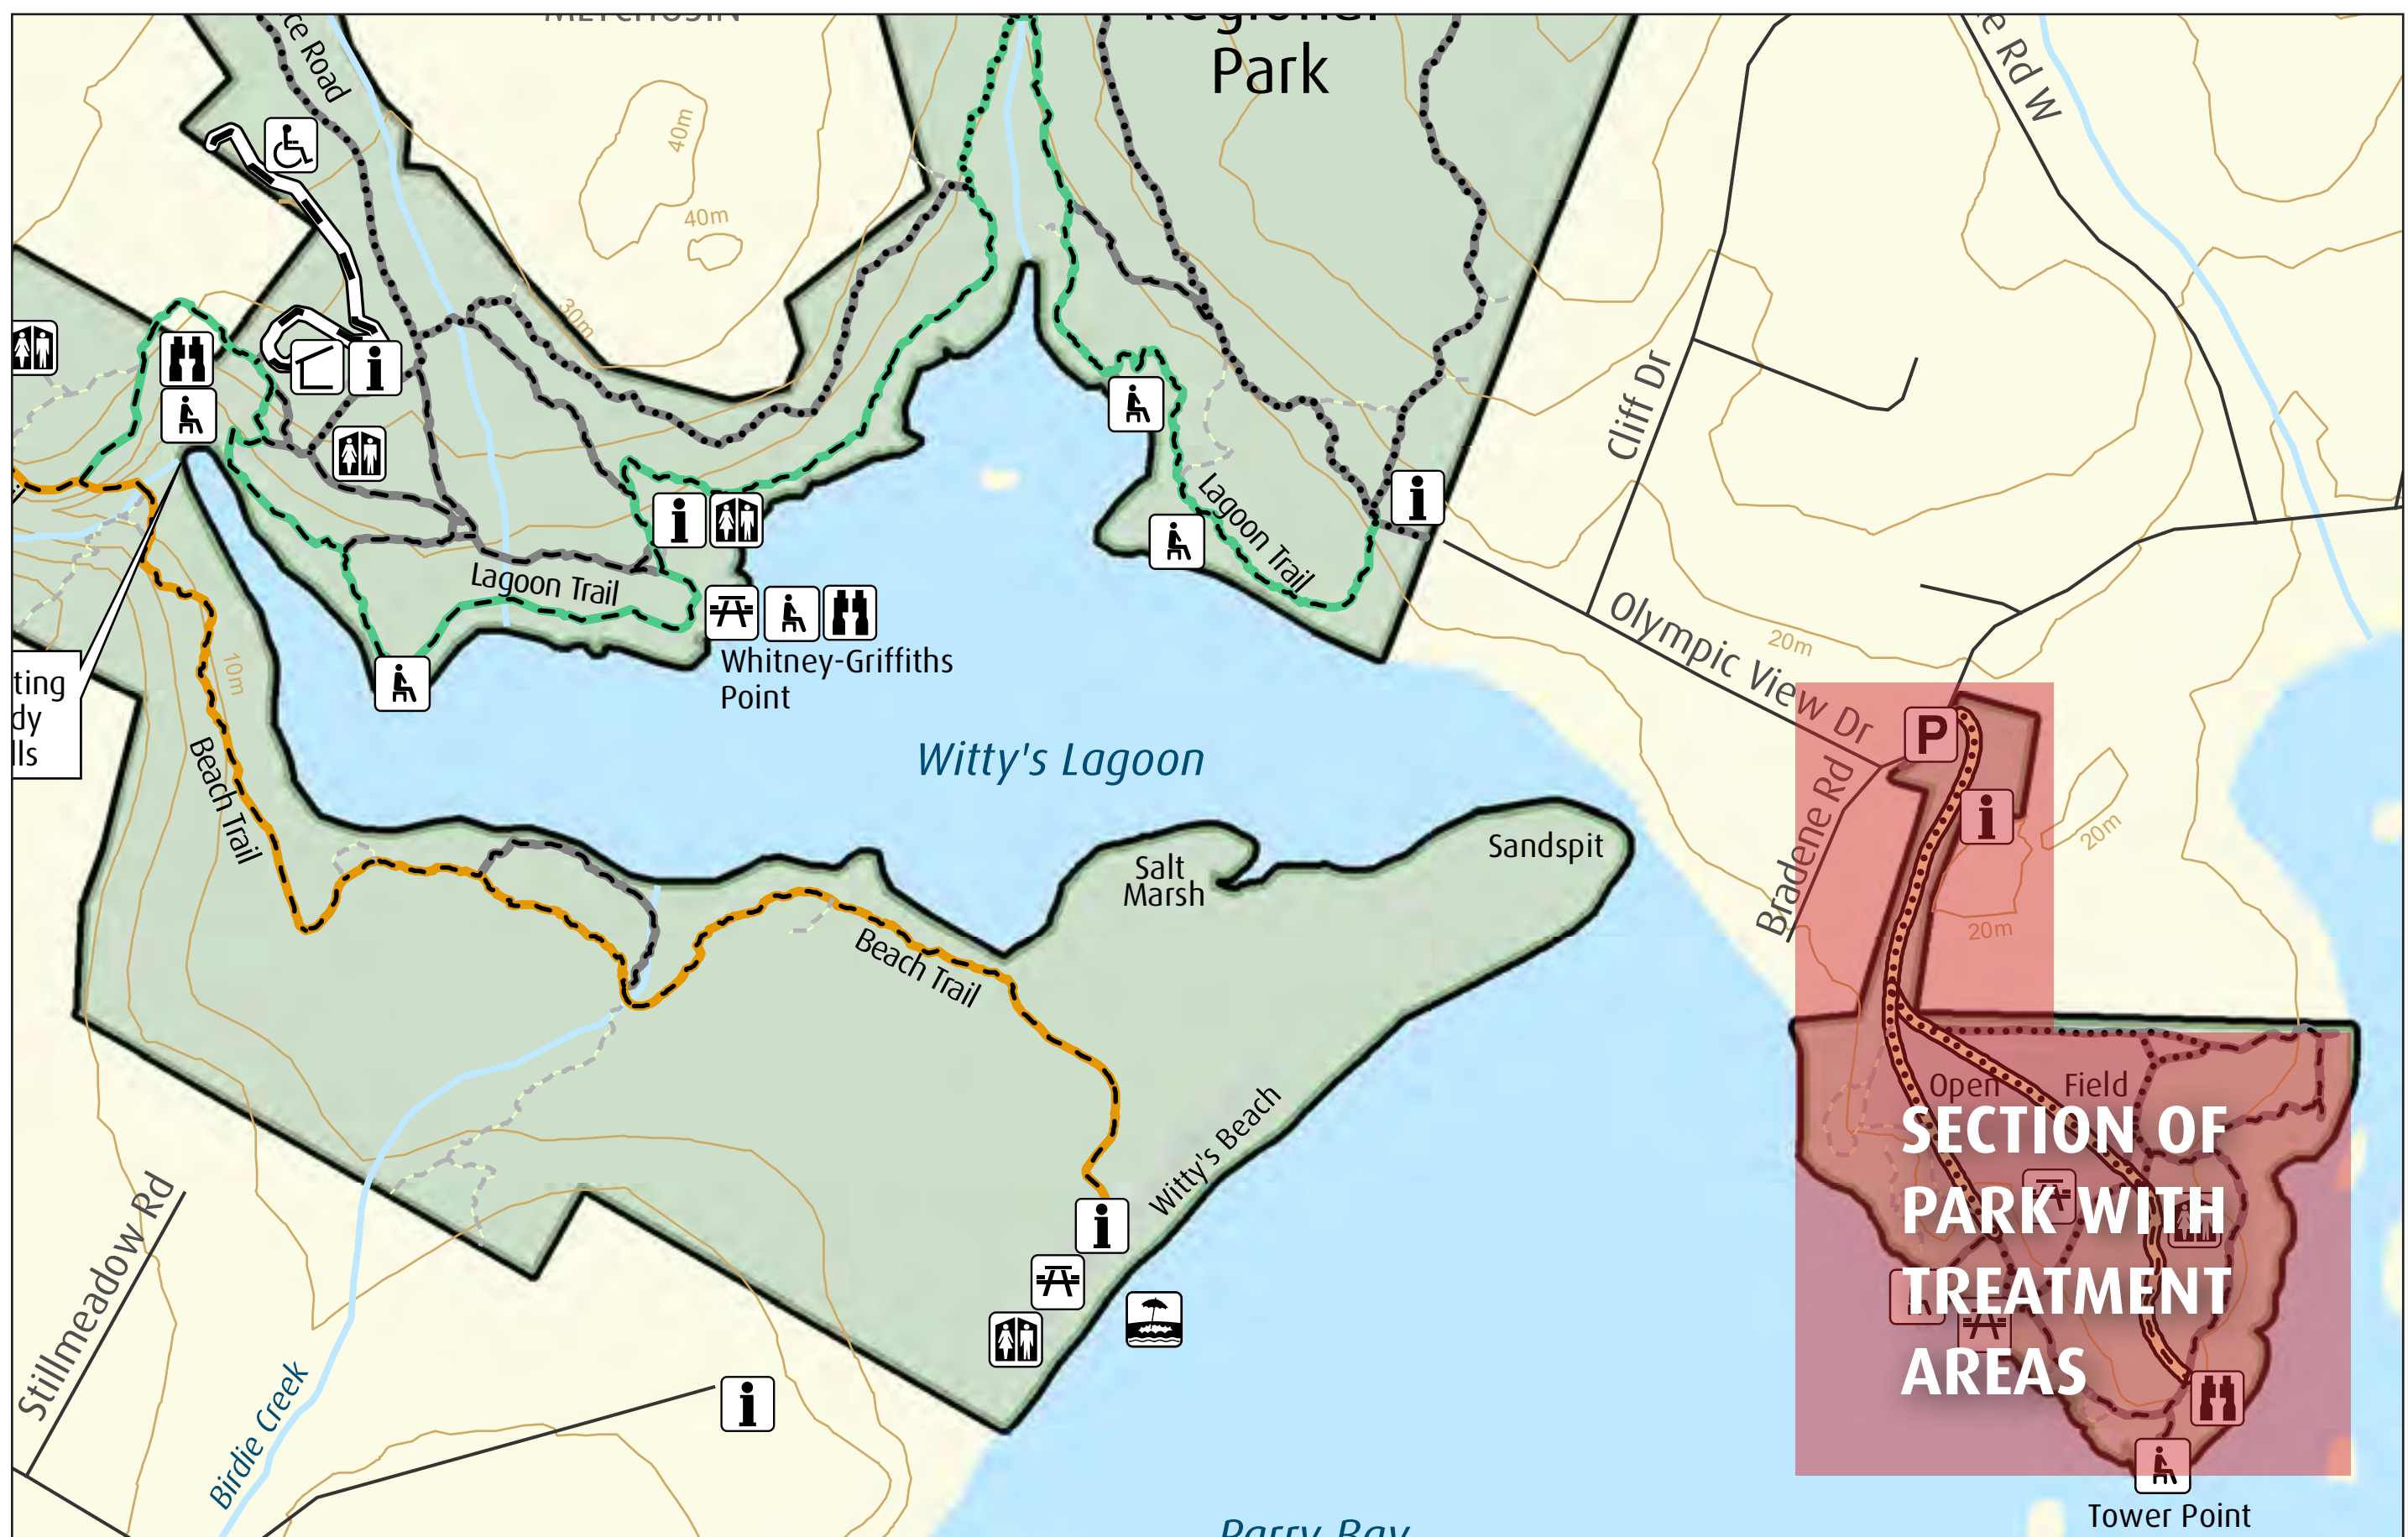 Park
ce Road
e Rd W
40m
40m
30m
Cliff Dr
Lagoon Trail
Lagoon Trail
Olympic View Dr
20m
10m
Whitney-Griffiths
Point
ting
dy
lls
Witty's Lagoon
P
Beach Trail
Bradene Rd
20m
Sandspit
Salt
Marsh
20m
Beach Trail
Open Field
Witty's Beach
SECTION OF
PARK WITH
TREATMENT
AREAS
Stillmeadow Rd
Birdie Creek
Tower Point
Parry Bay